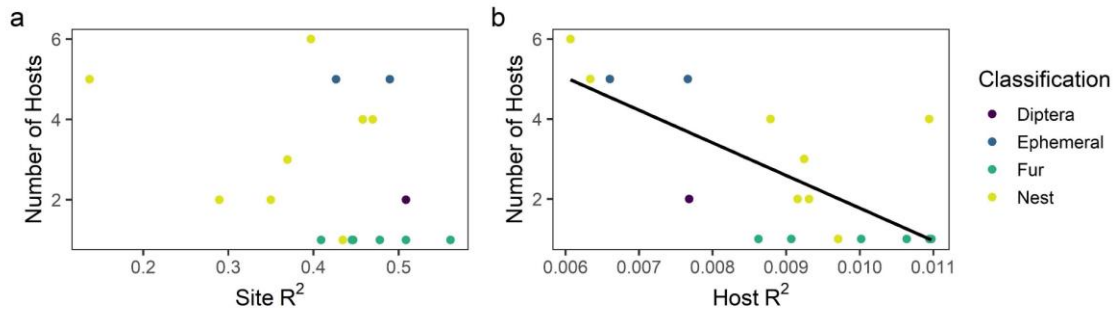 a
Number of Hosts
6
4
2
0.2 0.3 0.4 0.5
Site R²
b
Number of Hosts
6
4
2
0.006 0.007 0.008 0.009 0.010 0.011
Host R²
Classification
Diptera
Ephemeral
Fur
Nest